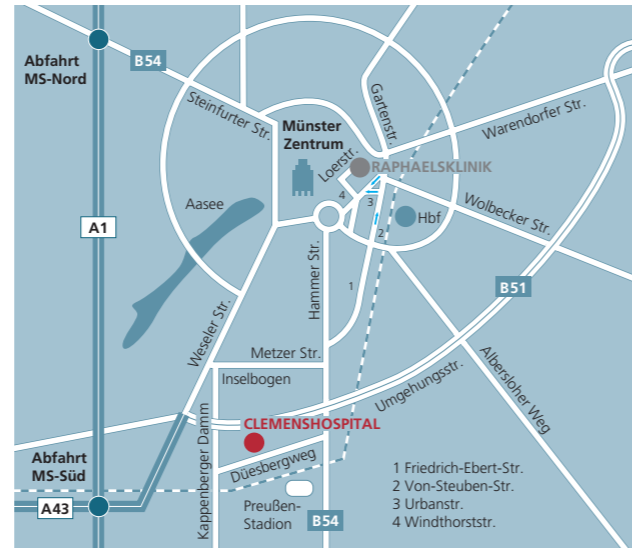 Abfahrt
MS-Nord
B54
Steinfurter Str.
Gartenstr.
Warendorfer Str.
Münster
Zentrum
Loerstr.
RAPHAELSKLINIK
4
3
Wolbecker Str.
Aasee
Hbf
2
A1
Hammer Str.
1
B51
Weseler Str.
Metzer Str.
Inselbogen
Umgehungsstr.
Albersloher Weg
CLEMENSHOSPITAL
Kappenberger Damm
Düesbergweg
Abfahrt
MS-Süd
A43
Preußen-
Stadion
B54
1 Friedrich-Ebert-Str.
2 Von-Steuben-Str.
3 Urbanstr.
4 Windthorststr.